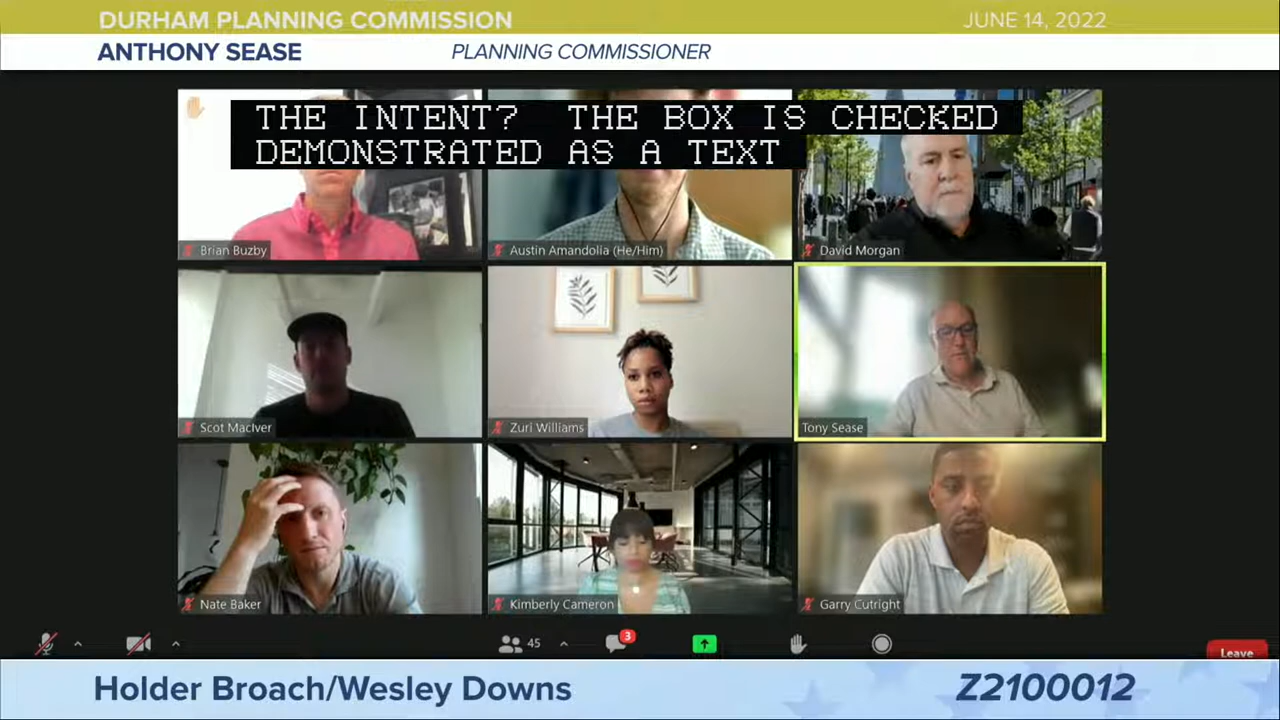 DURHAM PLANNING COMMISSION JUNE 14, 2022
ANTHONY SEASE PLANNING COMMISSIONER
THE INTENT? THE BOX IS CHECKED
DEMONSTRATED AS A TEXT
Brian Buzby Austin Amandolia (He/Him) David Morgan
Scot MacIver Zuri Williams Tony Sease
Nate Baker Kimberly Cameron Garry Cutright
45 3 Leave
Holder Broach/Wesley Downs Z2100012